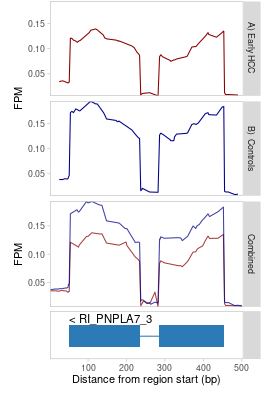 0.15
0.10
0.05
FPM
A) Early HCC
0.15
0.10
0.05
FPM
B) Controls
0.15
0.10
0.05
FPM
Combined
< RI_PNPLA7_3
100 200 300 400 500
Distance from region start (bp)